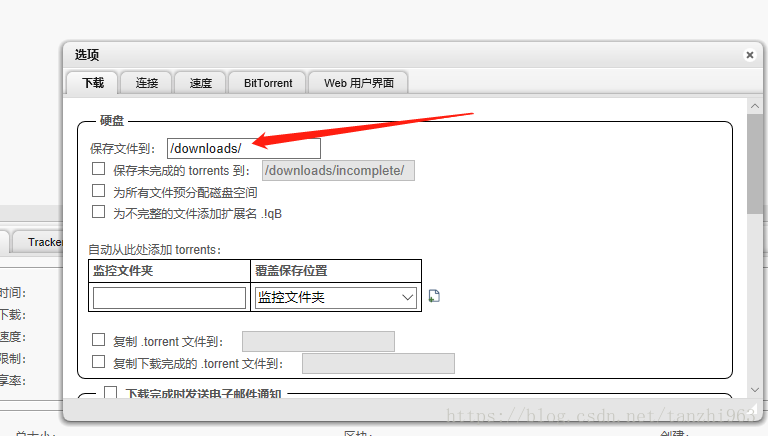 选项
下载 连接 速度 BitTorrent Web 用户界面
硬盘
保存文件到： /downloads/
保存未完成的 torrents 到： /downloads/incomplete/
为所有文件预分配磁盘空间
为不完整的文件添加扩展名 .!qB
Tracker
自动从此处添加 torrents：
监控文件夹 覆盖保存位置
监控文件夹
时间：
下载：
速度：
限制：
享率：
复制 .torrent 文件到：
复制下载完成的 .torrent 文件到：
下载完成时发送电子邮件通知
https://blog.csdn.net/tanzhi963
总大小： 区块： 创建：